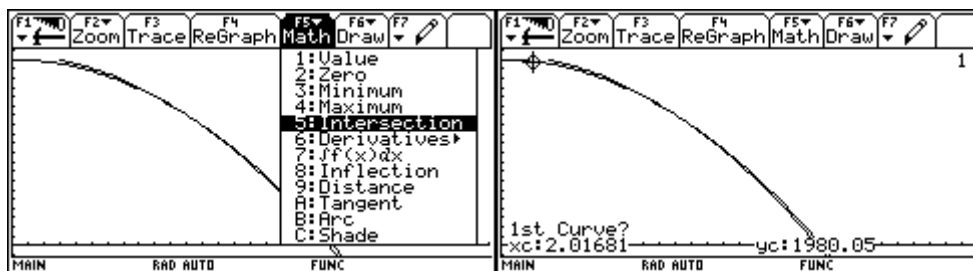 F1 F2 F3 F4 F5 F6 F7
Zoom Trace ReGraph Math Draw
1:Value
2:Zero
3:Minimum
4:Maximum
5:Intersection
6:Derivatives
7:∫f(x)dx
8:Inflection
9:Distance
A:Tangent
B:Arc
C:Shade
MAIN RAD AUTO FUNC
F1 F2 F3 F4 F5 F6 F7
Zoom Trace ReGraph Math Draw
1
1st Curve?
xc:2.01681 yc:1980.05
MAIN RAD AUTO FUNC